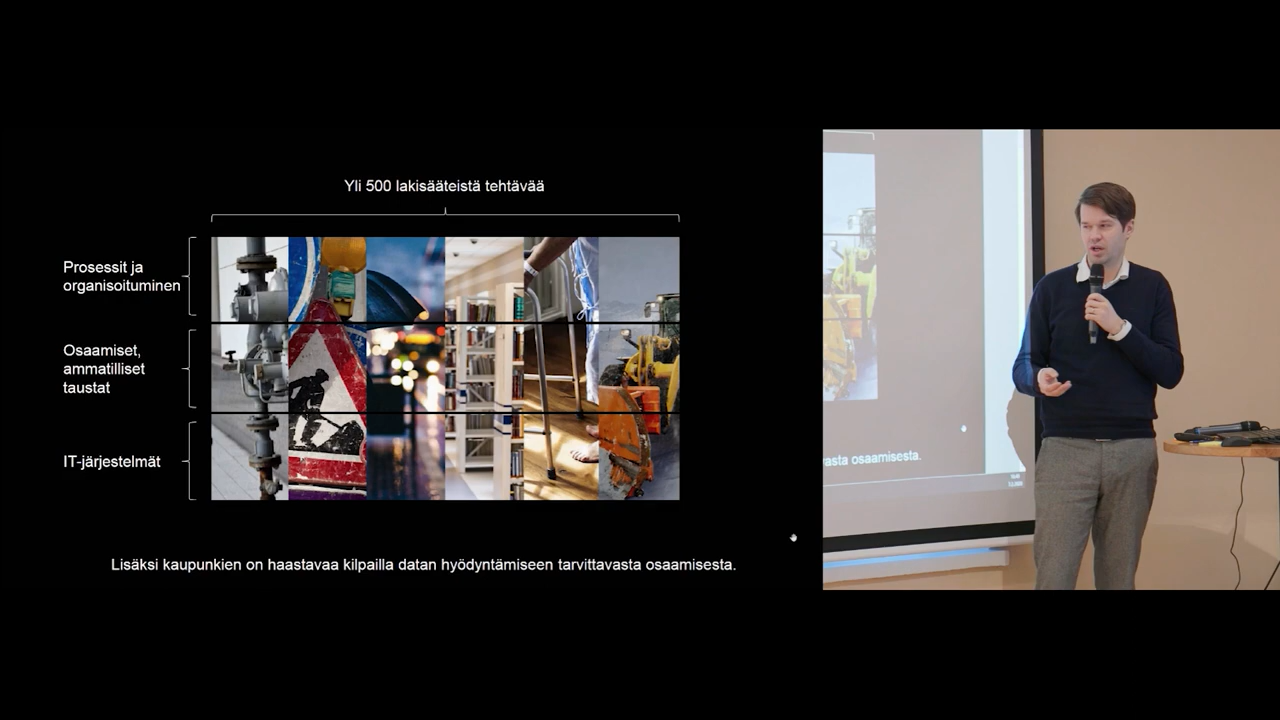 Yli 500 lakisääteistä tehtävää
Prosessit ja
organisoituminen
Osaamiset,
ammatilliset
taustat
IT-järjestelmät
Lisäksi kaupunkien on haastavaa kilpailla datan hyödyntämiseen tarvittavasta osaamisesta.
vasta osaamisesta.